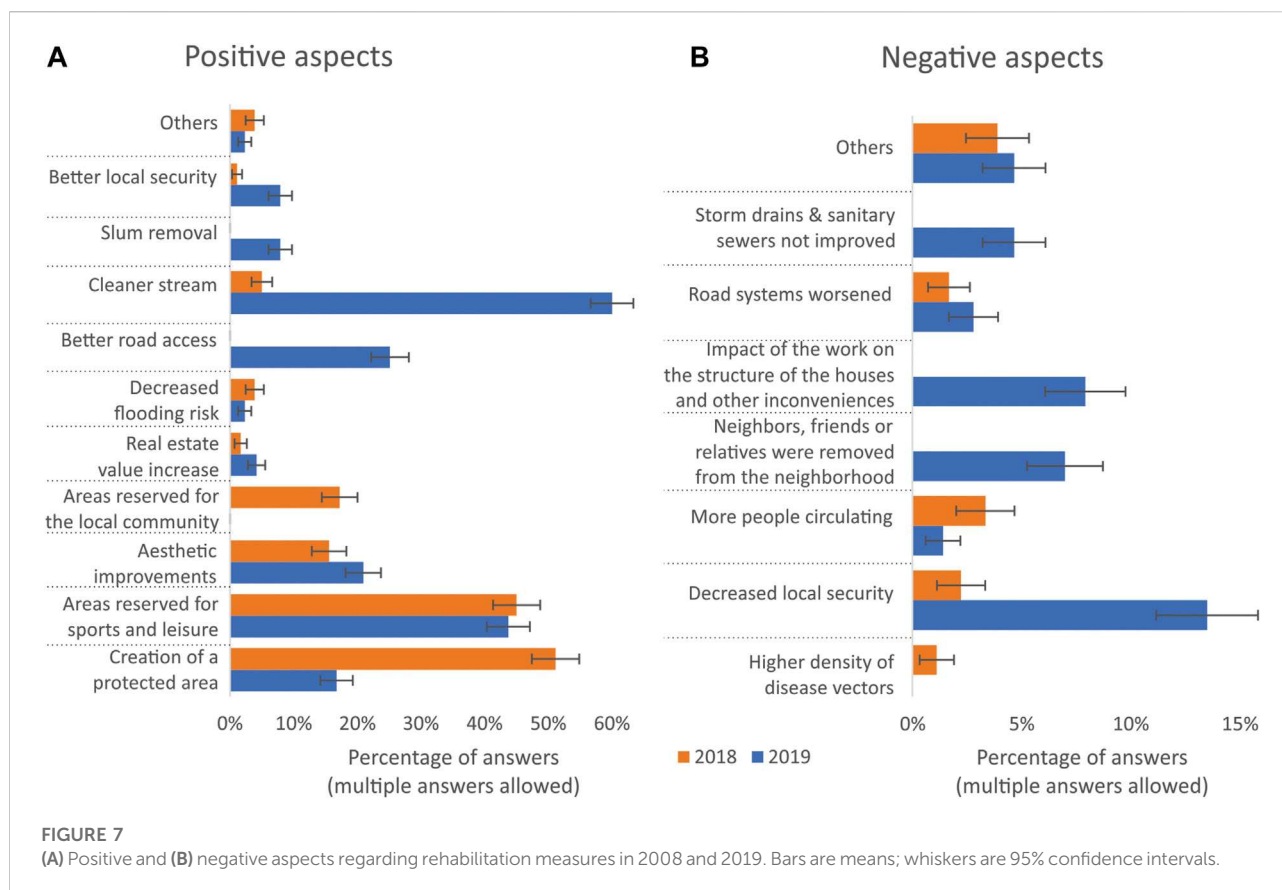 A
Positive aspects
Others
Better local security
Slum removal
Cleaner stream
Better road access
Decreased
flooding risk
Real estate
value increase
Areas reserved for
the local community
Aesthetic
improvements
Areas reserved for
sports and leisure
Creation of a
protected area
0% 10% 20% 30% 40% 50% 60%
Percentage of answers
(multiple answers allowed)
B
Negative aspects
Others
Storm drains & sanitary
sewers not improved
Road systems worsened
Impact of the work on
the structure of the houses
and other inconveniences
Neighbors, friends or
relatives were removed
from the neighborhood
More people circulating
Decreased local security
Higher density of
disease vectors
0% 5% 10% 15%
2018 2019
Percentage of answers
(multiple answers allowed)
FIGURE 7
(A) Positive and (B) negative aspects regarding rehabilitation measures in 2008 and 2019. Bars are means; whiskers are 95% confidence intervals.